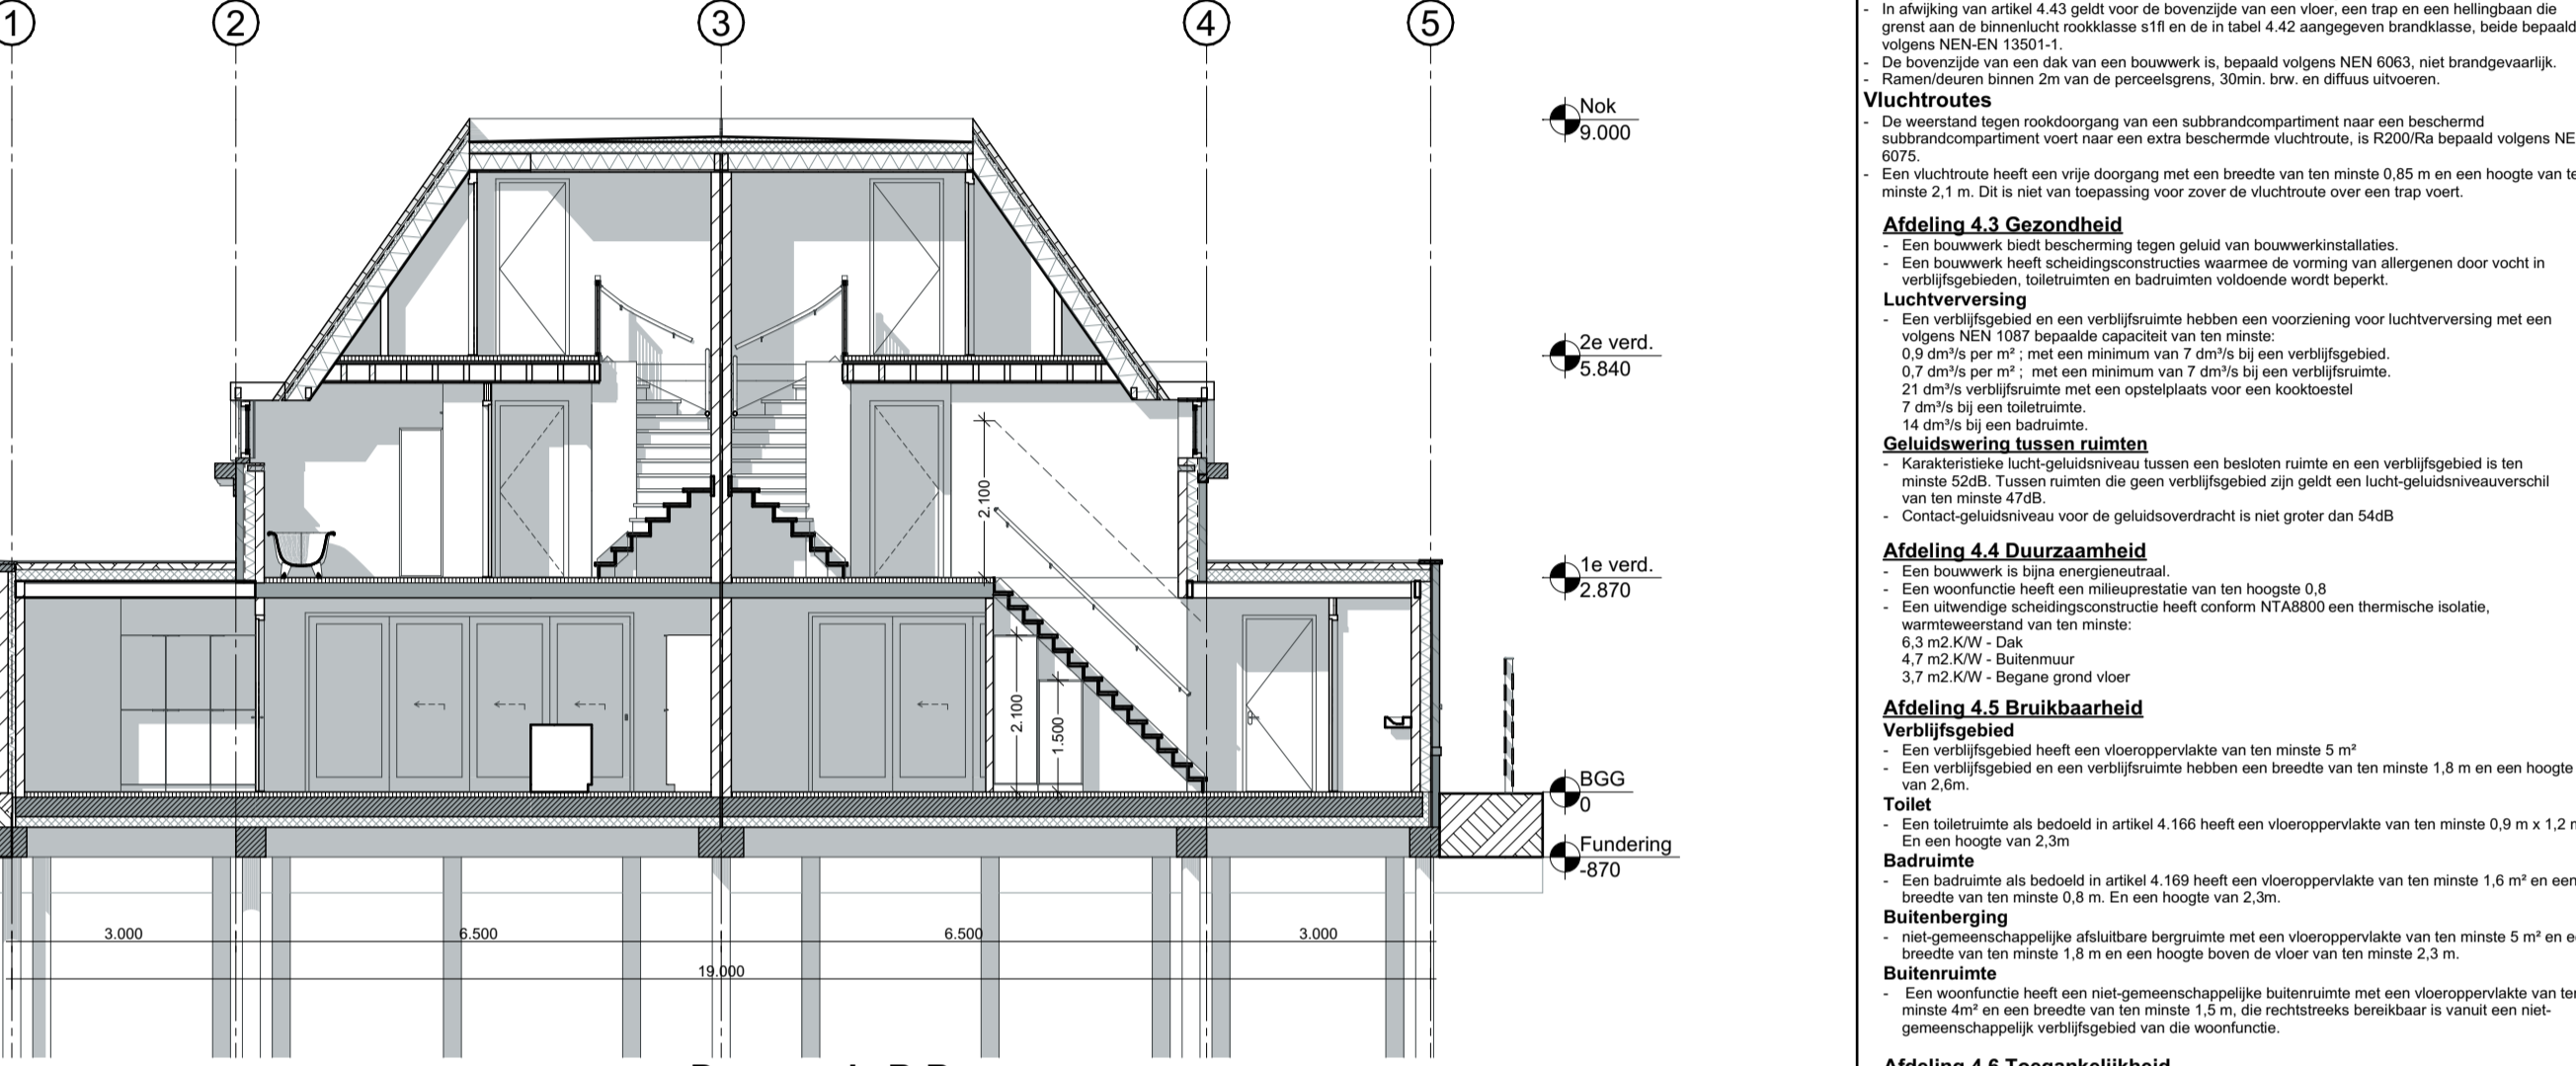 1 2 3 4 5
Nok
9.000
2e verd.
5.840
1e verd.
2.870
BGG
0
Fundering
-870
2.100
2.100
1.500
3.000 6.500 6.500 3.000
19.000
- In afwijking van artikel 4.43 geldt voor de bovenzijde van een vloer, een trap en een hellingbaan die
grenst aan de binnenlucht rookklasse s1fl en de in tabel 4.42 aangegeven brandklasse, beide bepaald
volgens NEN-EN 13501-1.
- De bovenzijde van een dak van een bouwwerk is, bepaald volgens NEN 6063, niet brandgevaarlijk.
- Ramen/deuren binnen 2m van de perceelsgrens, 30min. brw. en diffuus uitvoeren.
Vluchtroutes
- De weerstand tegen rookdoorgang van een subbrandcompartiment naar een beschermd
subbrandcompartiment voert naar een extra beschermde vluchtroute, is R200/Ra bepaald volgens NE
6075.
- Een vluchtroute heeft een vrije doorgang met een breedte van ten minste 0,85 m en een hoogte van te
minste 2,1 m. Dit is niet van toepassing voor zover de vluchtroute over een trap voert.
Afdeling 4.3 Gezondheid
- Een bouwwerk biedt bescherming tegen geluid van bouwwerkinstallaties.
- Een bouwwerk heeft scheidingsconstructies waarmee de vorming van allergenen door vocht in
verblijfsgebieden, toiletruimten en badruimten voldoende wordt beperkt.
Luchtverversing
- Een verblijfsgebied en een verblijfsruimte hebben een voorziening voor luchtverversing met een
volgens NEN 1087 bepaalde capaciteit van ten minste:
0,9 dm³/s per m² ; met een minimum van 7 dm³/s bij een verblijfsgebied.
0,7 dm³/s per m² ; met een minimum van 7 dm³/s bij een verblijfsruimte.
21 dm³/s verblijfsruimte met een opstelplaats voor een kooktoestel
7 dm³/s bij een toiletruimte.
14 dm³/s bij een badruimte.
Geluidswering tussen ruimten
- Karakteristieke lucht-geluidsniveau tussen een besloten ruimte en een verblijfsgebied is ten
minste 52dB. Tussen ruimten die geen verblijfsgebied zijn geldt een lucht-geluidsniveauverschil
van ten minste 47dB.
- Contact-geluidsniveau voor de geluidsoverdracht is niet groter dan 54dB
Afdeling 4.4 Duurzaamheid
- Een bouwwerk is bijna energieneutraal.
- Een woonfunctie heeft een milieuprestatie van ten hoogste 0,8
- Een uitwendige scheidingsconstructie heeft conform NTA8800 een thermische isolatie,
warmteweerstand van ten minste:
6,3 m2.K/W - Dak
4,7 m2.K/W - Buitenmuur
3,7 m2.K/W - Begane grond vloer
Afdeling 4.5 Bruikbaarheid
Verblijfsgebied
- Een verblijfsgebied heeft een vloeroppervlakte van ten minste 5 m²
- Een verblijfsgebied en een verblijfsruimte hebben een breedte van ten minste 1,8 m en een hoogte
van 2,6m.
Toilet
- Een toiletruimte als bedoeld in artikel 4.166 heeft een vloeroppervlakte van ten minste 0,9 m x 1,2 m
En een hoogte van 2,3m
Badruimte
- Een badruimte als bedoeld in artikel 4.169 heeft een vloeroppervlakte van ten minste 1,6 m² en een
breedte van ten minste 0,8 m. En een hoogte van 2,3m.
Buitenberging
- niet-gemeenschappelijke afsluitbare bergruimte met een vloeroppervlakte van ten minste 5 m² en e
breedte van ten minste 1,8 m en een hoogte boven de vloer van ten minste 2,3 m.
Buitenruimte
- Een woonfunctie heeft een niet-gemeenschappelijke buitenruimte met een vloeroppervlakte van ten
minste 4m² en een breedte van ten minste 1,5 m, die rechtstreeks bereikbaar is vanuit een niet-
gemeenschappelijk verblijfsgebied van die woonfunctie.
Afdeling 4.6 Toegankelijkheid